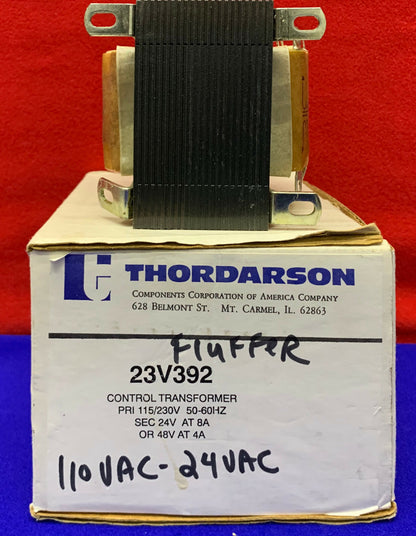 THORDARSON
COMPONENTS CORPORATION OF AMERICA COMPANY
628 BELMONT ST. MT. CARMEL, IL. 62863
FLUFFER
23V392
CONTROL TRANSFORMER
PRI 115/230V 50-60HZ
SEC 24V AT 8A
OR 48V AT 4A
110VAC-24VAC